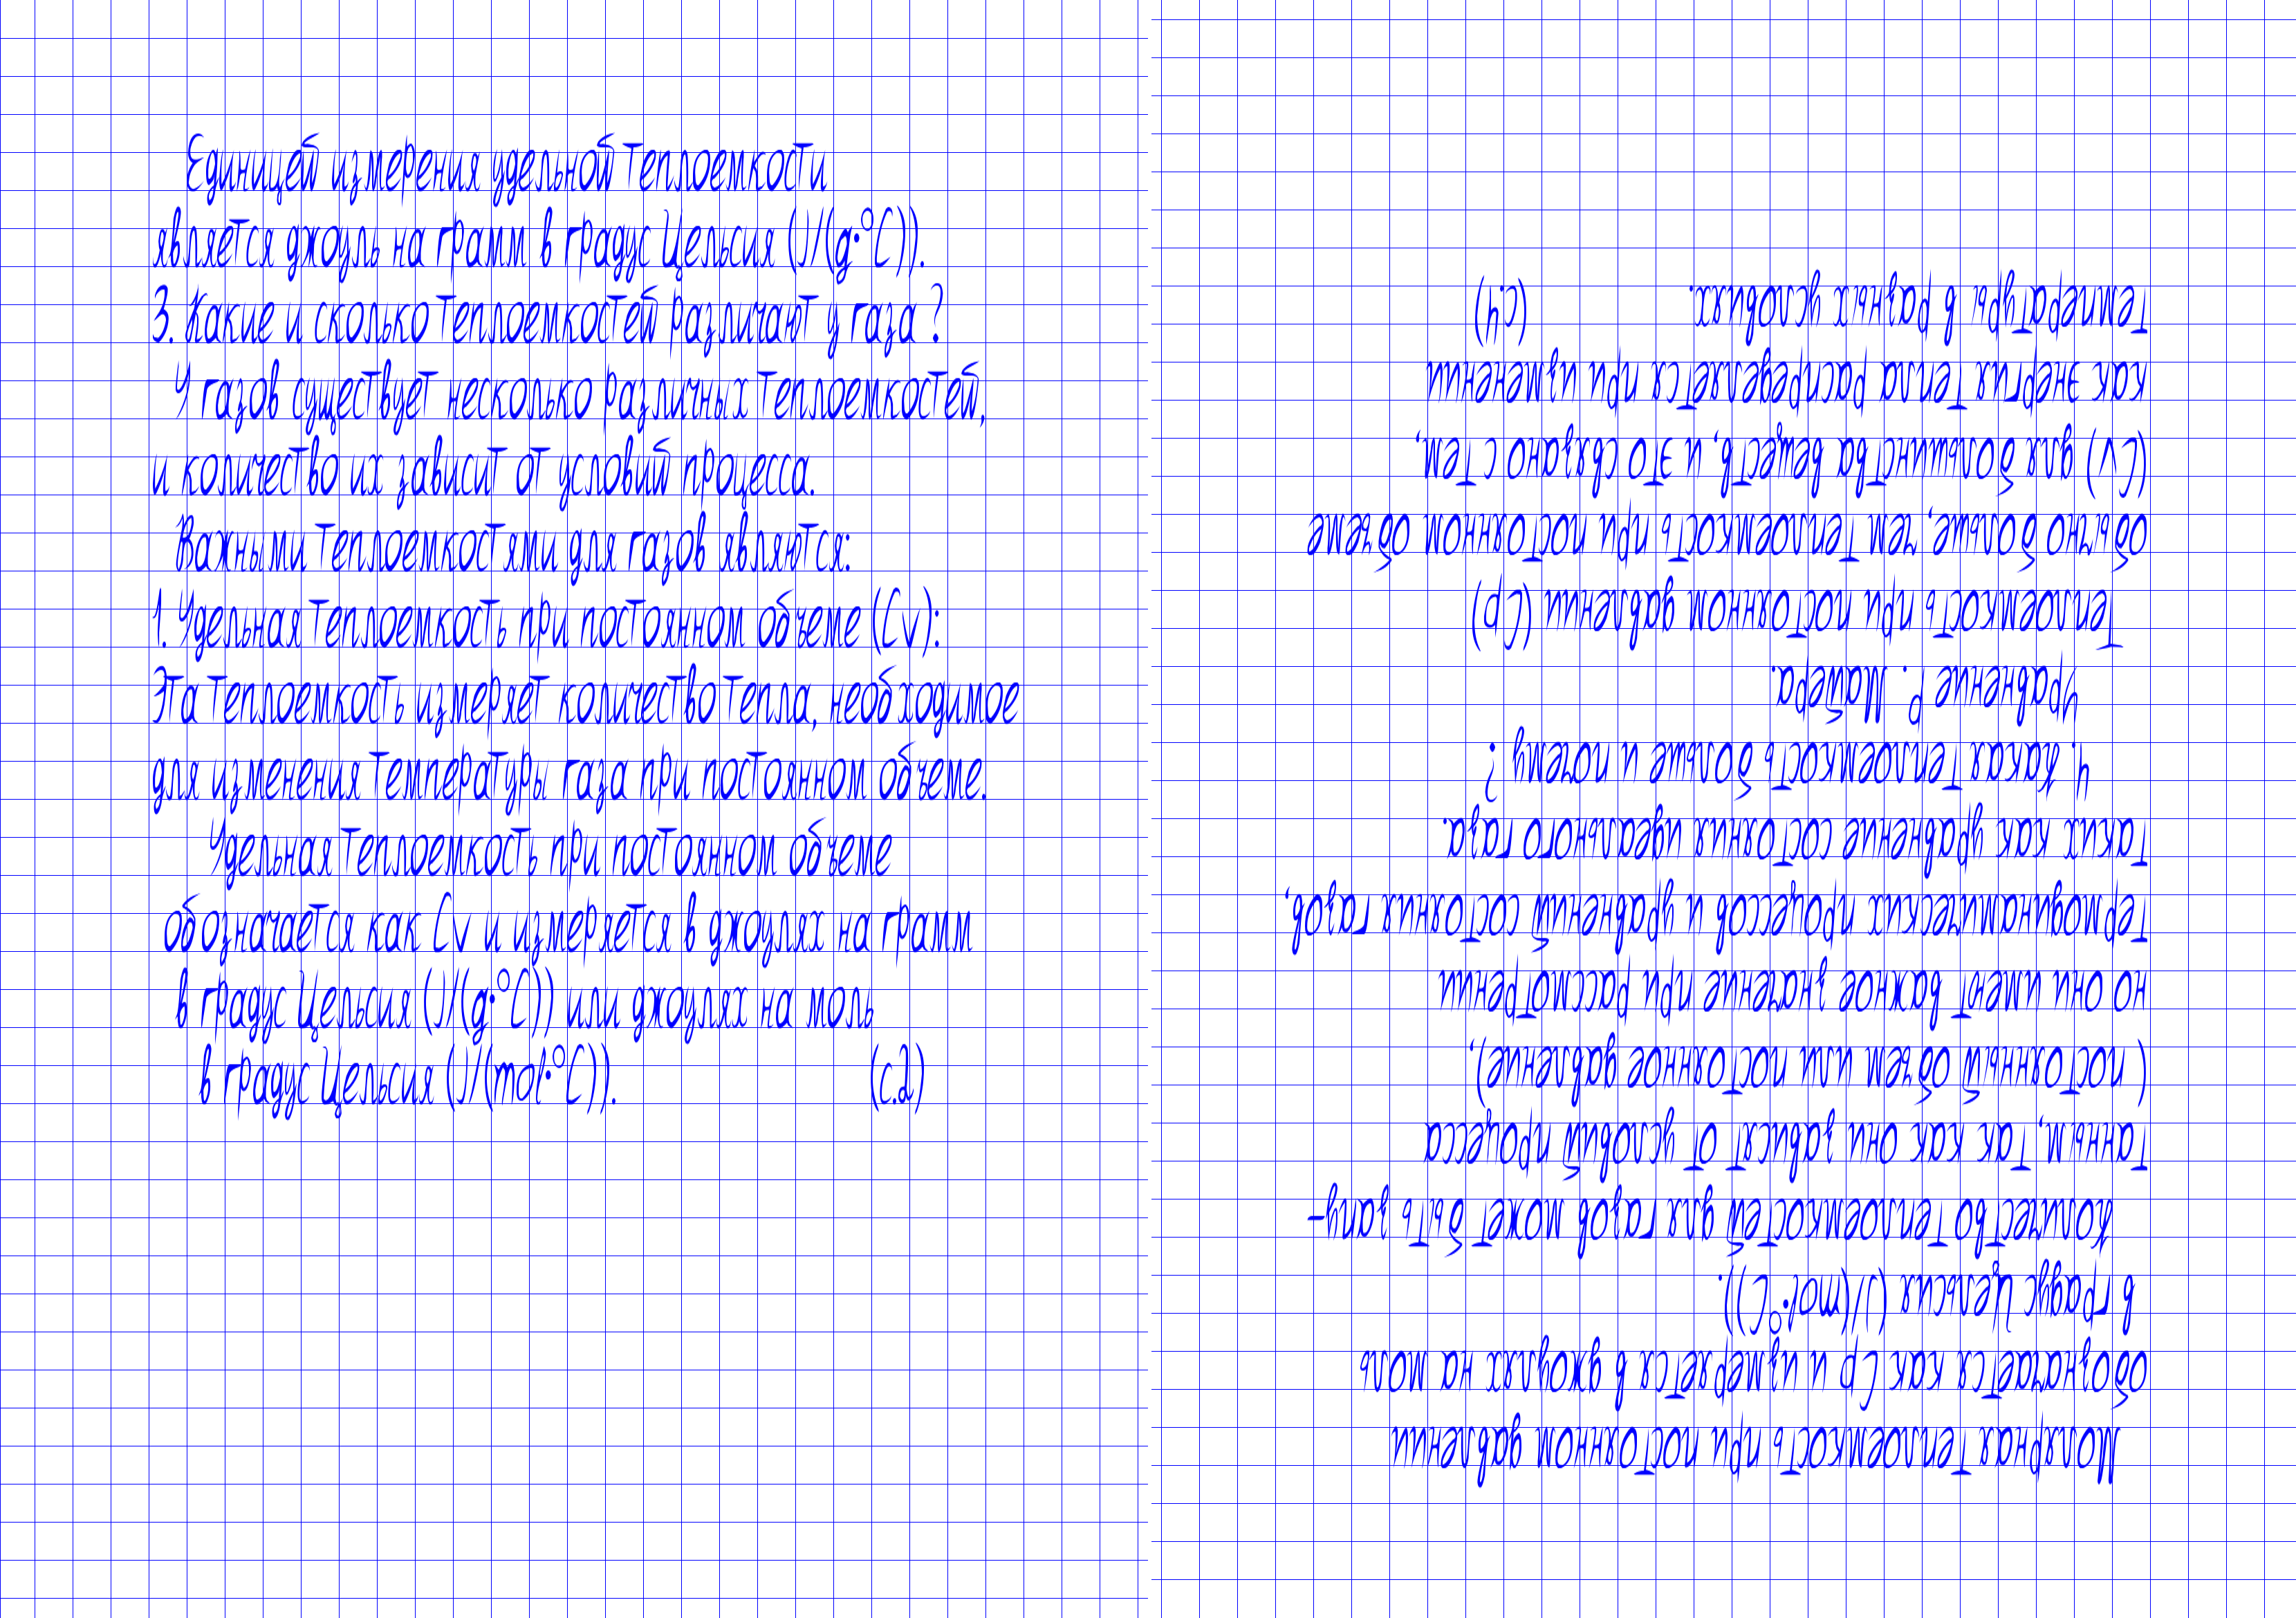 Единицей измерения удельной теплоемкости
является джоуль на грамм в градус Цельсия (J/(g·°C)).
3. Какие и сколько теплоемкостей различают у газа ?
У газов существует несколько различных теплоемкостей,
и количество их зависит от условий процесса.
Важными теплоемкостями для газов являются:
1. Удельная теплоемкость при постоянном объеме (Cv):
Эта теплоемкость измеряет количество тепла, необходимое
для изменения температуры газа при постоянном объеме.
Удельная теплоемкость при постоянном объеме
обозначается как Cv и измеряется в джоулях на грамм
в градус Цельсия (J/(g·°C)) или джоулях на моль
в градус Цельсия (J/(mol·°C)). (с.2)
Молярная теплоемкость при постоянном давлении
обозначается как Cp и измеряется в джоулях на моль
в градус Цельсия (J/(mol·°C)).
Количество теплоемкостей для газов может быть запу-
танным, так как они зависят от условий процесса
( постоянный объем или постоянное давление),
но они имеют важное значение при рассмотрении
термодинамических процессов и уравнений состояния газов,
таких как уравнение состояния идеального газа.
4. Какая теплоемкость больше и почему ?
Уравнение Р. Майера.
Теплоемкость при постоянном давлении (Cp)
обычно больше, чем теплоемкость при постоянном объеме
(Cv) для большинства веществ, и это связано с тем,
как энергия тепла распределяется при изменении
температуры в разных условиях. (с.4)